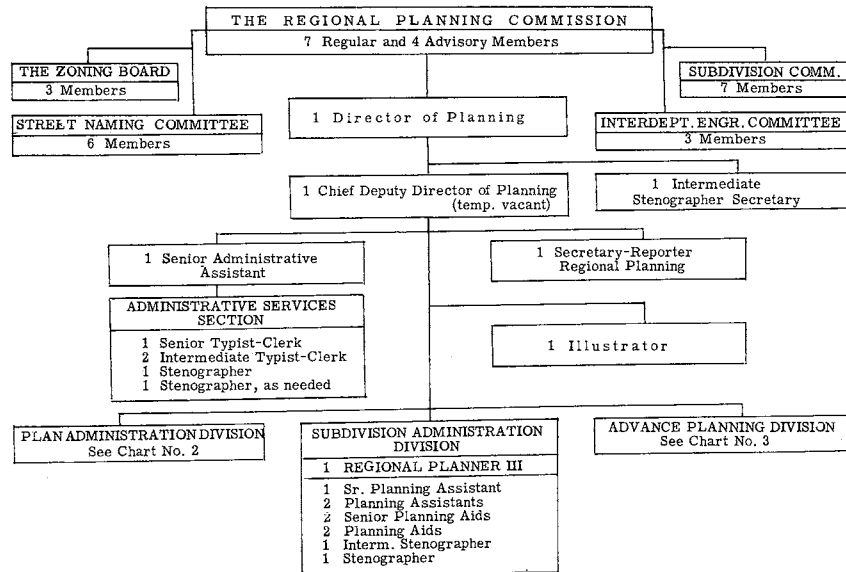 THE REGIONAL PLANNING COMMISSION
7 Regular and 4 Advisory Members
THE ZONING BOARD
3 Members
SUBDIVISION COMM.
7 Members
STREET NAMING COMMITTEE
6 Members
1 Director of Planning
INTERDEPT. ENGR. COMMITTEE
3 Members
1 Chief Deputy Director of Planning
(temp. vacant)
1 Intermediate
Stenographer Secretary
1 Senior Administrative
Assistant
1 Secretary-Reporter
Regional Planning
ADMINISTRATIVE SERVICES
SECTION
1 Senior Typist-Clerk
2 Intermediate Typist-Clerk
1 Stenographer
1 Stenographer, as needed
1 Illustrator
PLAN ADMINISTRATION DIVISION
See Chart No. 2
SUBDIVISION ADMINISTRATION
DIVISION
1 REGIONAL PLANNER III
1 Sr. Planning Assistant
2 Planning Assistants
2 Senior Planning Aids
2 Planning Aids
1 Interm. Stenographer
1 Stenographer
ADVANCE PLANNING DIVISION
See Chart No. 3